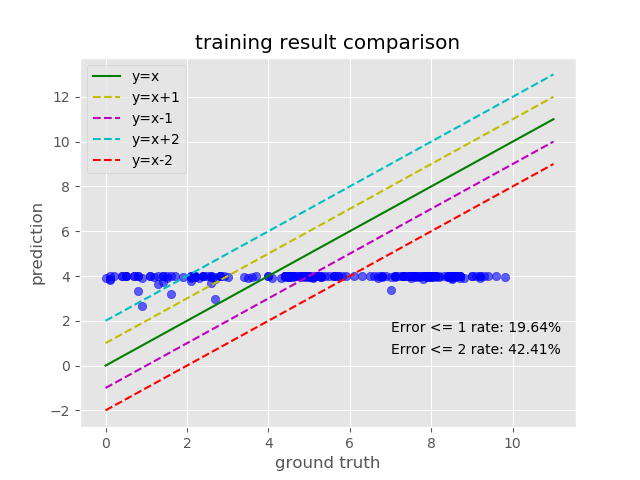 training result comparison
y=x
y=x+1
y=x-1
y=x+2
y=x-2
12
10
8
6
4
2
0
−2
prediction
Error <= 1 rate: 19.64%
Error <= 2 rate: 42.41%
0 2 4 6 8 10
ground truth